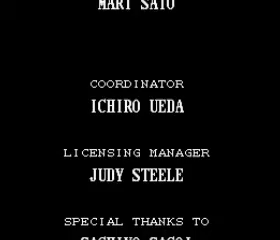 MARI SATO
COORDINATOR
ICHIRO UEDA
LICENSING MANAGER
JUDY STEELE
SPECIAL THANKS TO